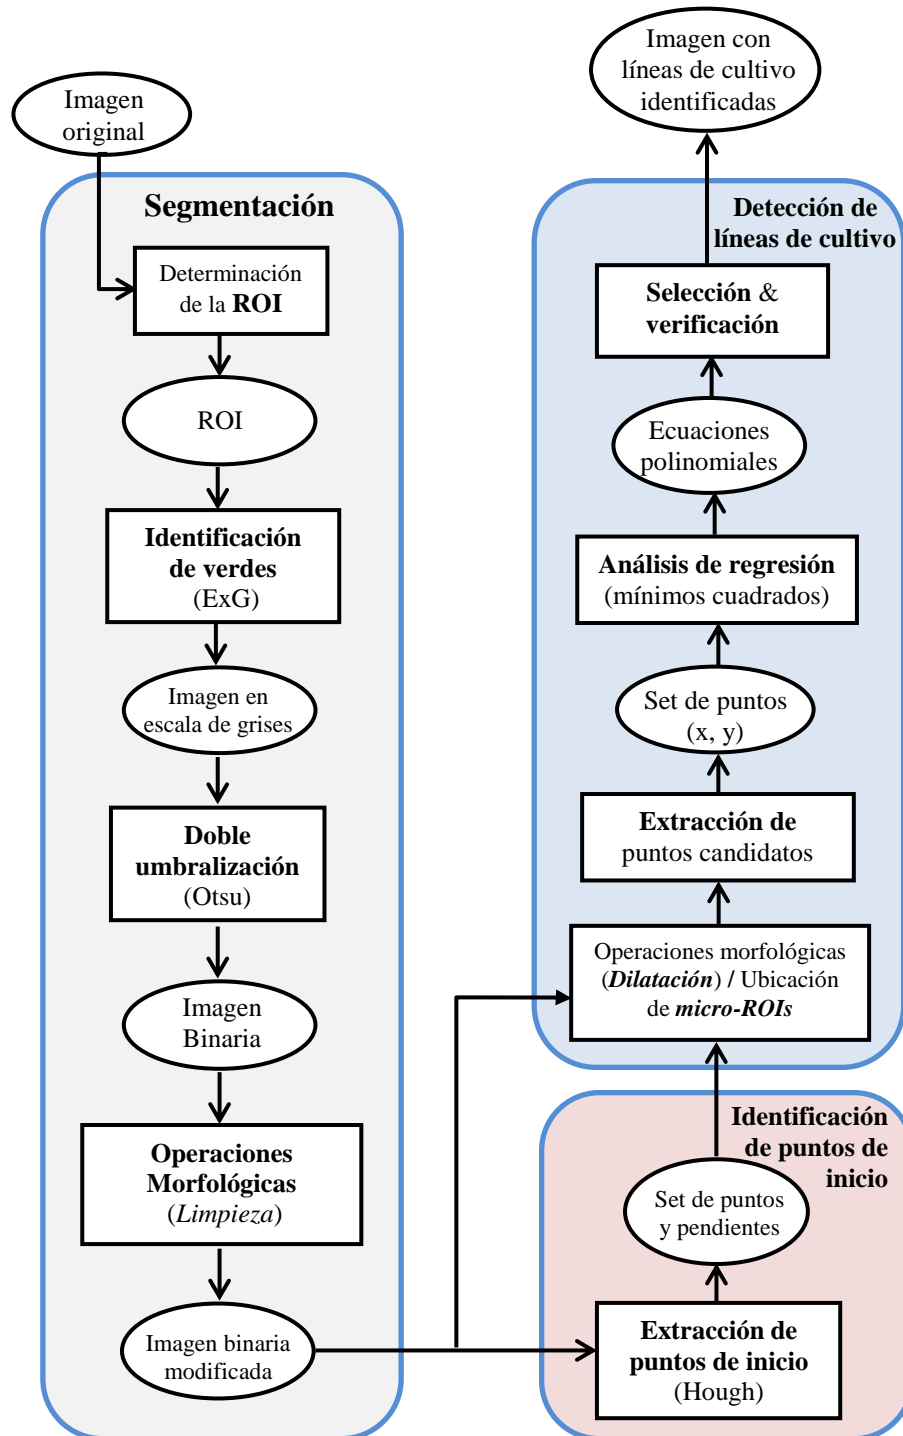 Imagen
original
Segmentación
Determinación
de la ROI
ROI
Identificación
de verdes
(ExG)
Imagen en
escala de grises
Doble
umbralización
(Otsu)
Imagen
Binaria
Operaciones
Morfológicas
(Limpieza)
Imagen binaria
modificada
Imagen con
líneas de cultivo
identificadas
Detección de
líneas de cultivo
Selección &
verificación
Ecuaciones
polinomiales
Análisis de regresión
(mínimos cuadrados)
Set de puntos
(x, y)
Extracción de
puntos candidatos
Operaciones morfológicas
(Dilatación) / Ubicación
de micro-ROIs
Identificación
de puntos de
inicio
Set de puntos
y pendientes
Extracción de
puntos de inicio
(Hough)